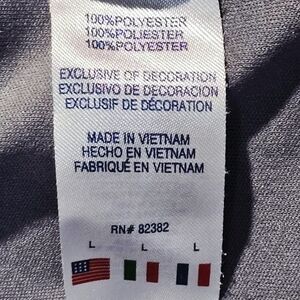 100%POLYESTER
100%POLIESTER
100%POLYESTER
EXCLUSIVE OF DECORATION
EXCLUSIVO DE DECORACION
EXCLUSIF DE DÉCORATION
MADE IN VIETNAM
HECHO EN VIETNAM
FABRIQUÉ EN VIETNAM
RN# 82382
L L L